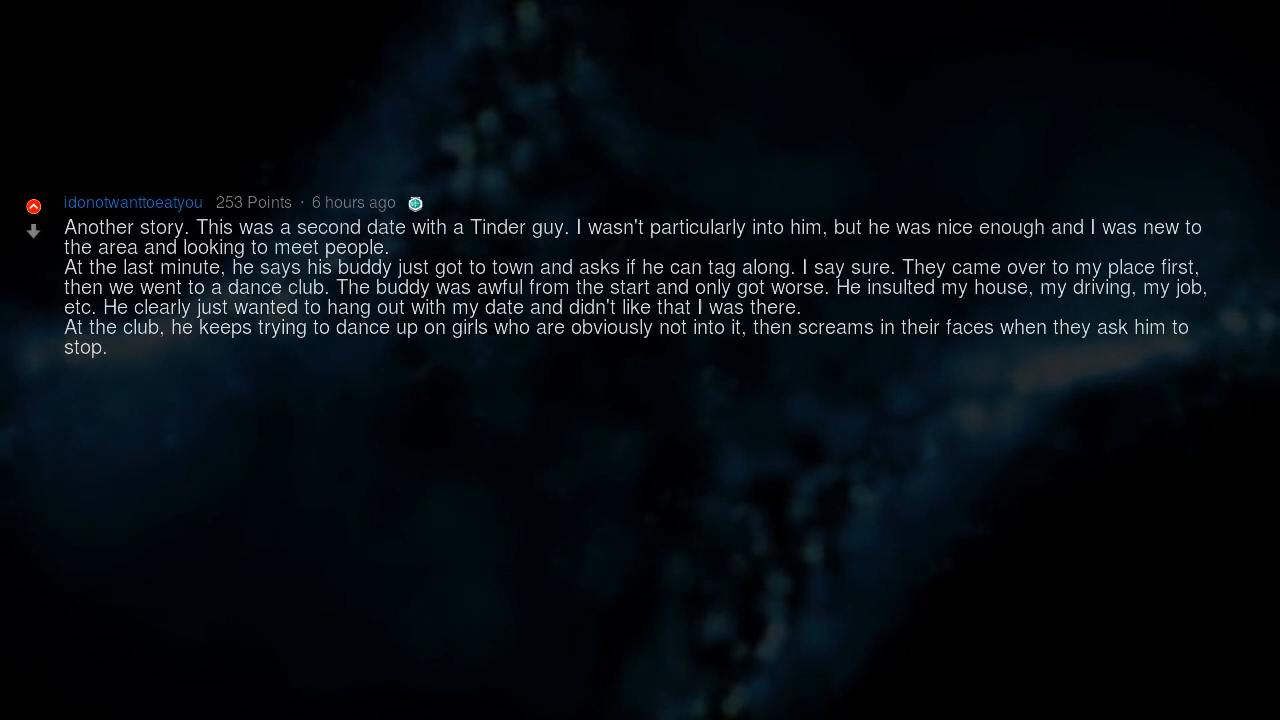 idonotwanttoeatyou 253 Points · 6 hours ago
Another story. This was a second date with a Tinder guy. I wasn't particularly into him, but he was nice enough and I was new to
the area and looking to meet people.
At the last minute, he says his buddy just got to town and asks if he can tag along. I say sure. They came over to my place first,
then we went to a dance club. The buddy was awful from the start and only got worse. He insulted my house, my driving, my job,
etc. He clearly just wanted to hang out with my date and didn't like that I was there.
At the club, he keeps trying to dance up on girls who are obviously not into it, then screams in their faces when they ask him to
stop.